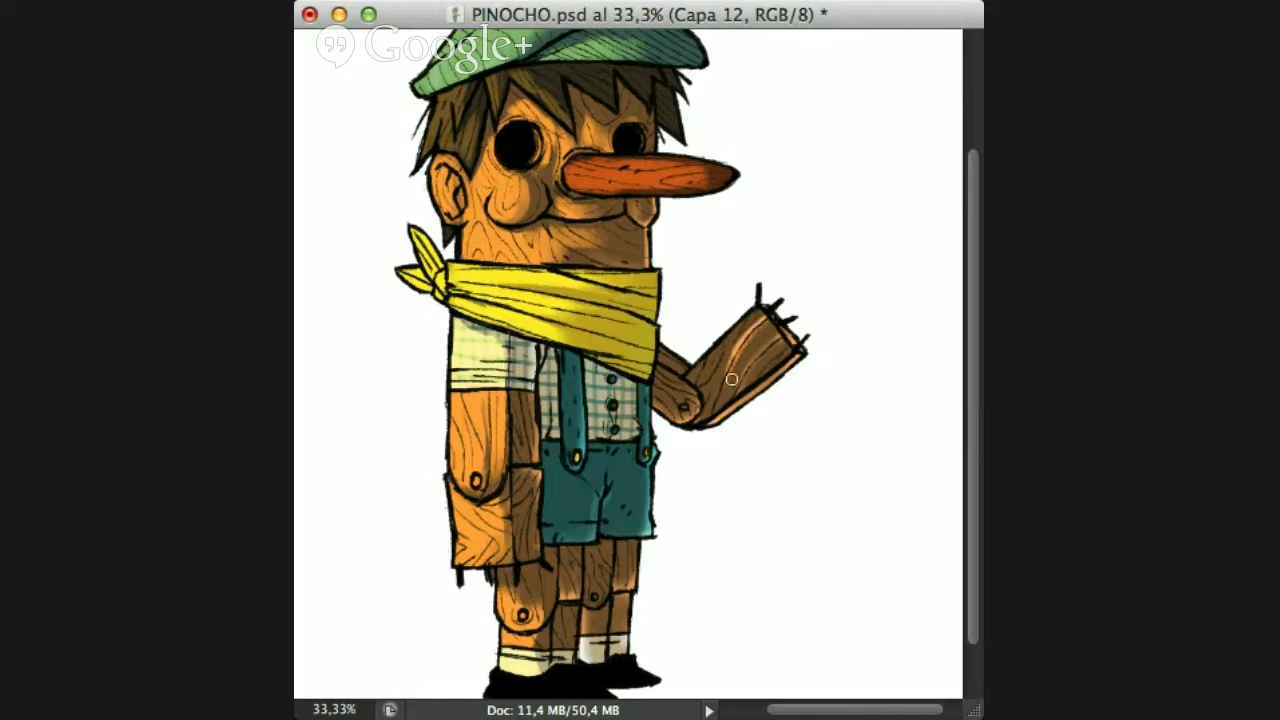 PINOCHO.psd al 33,3% (Capa 12, RGB/8) *
Google+
33,33%
Doc: 11,4 MB/50,4 MB